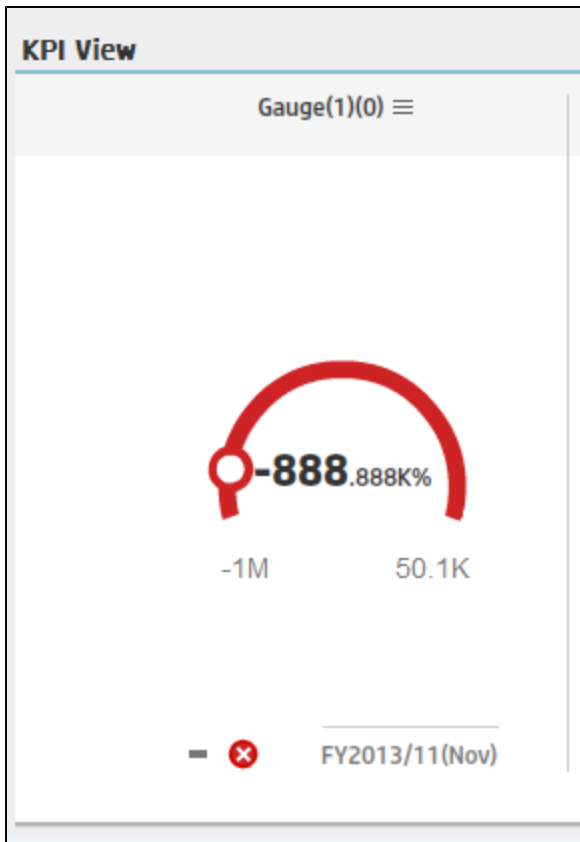 KPI View
Gauge(1)(0)
-888.888K%
-1M 50.1K
FY2013/11(Nov)